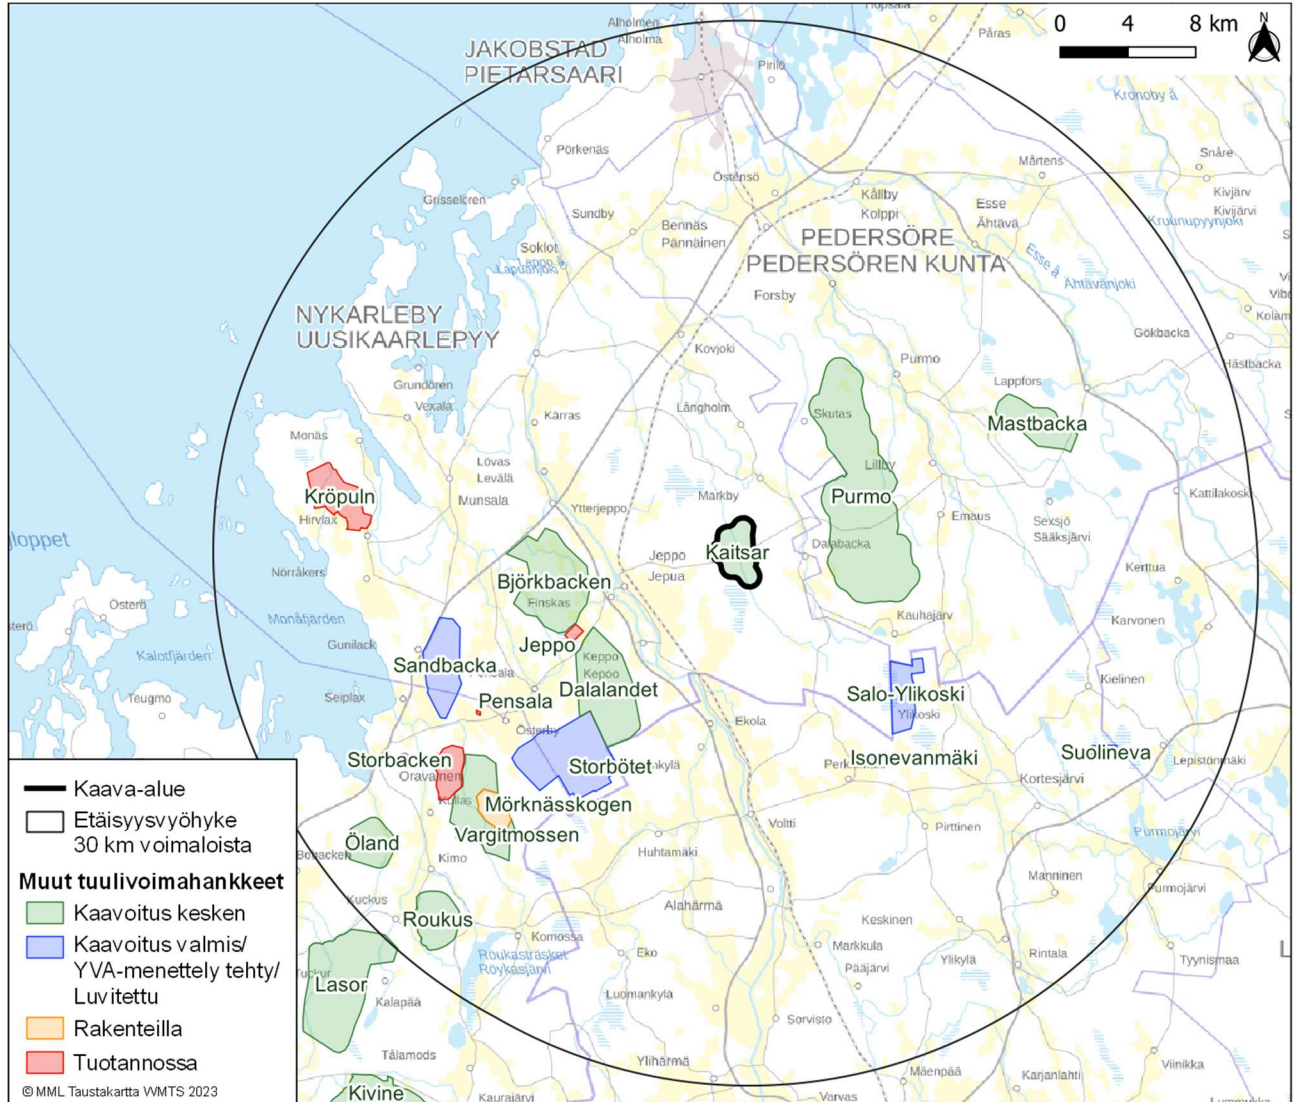 Alholmen
Alholma
Hopsala
0 4 8 km
N
JAKOBSTAD
PIETARSAARI
Påras
Pirilö
Kronoby å
Pörkenäs
Östensö
Mårtens
Snåre
Kållby
Kolppi
Esse
Ähtävä
Kivjärv
Kivijärvi
Kruunupyynjoki
Grisselören
Sundby
Bennäs
Pännäinen
PEDERSÖRE
PEDERSÖREN KUNTA
Soklot
Lappo
Lapuanjoki
Esse å
Ähtävänjoki
Forsby
NYKARLEBY
UUSIKAARLEPYY
Gökbacka
Kovjoki
Purmo
Hästbacka
Grundören
Vexala
Lappfors
Långholm
Skutas
Mastbacka
Kärras
Monäs
Lövas
Levälä
Lillby
Kröpuln
Munsala
Markby
Purmo
Kattilakoski
Hirvlax
Ytterjeppo
Emaus
Sexsjö
Sääksjärvi
Jeppo
Jepua
Kaitsar
Dalabacka
Nörråkers
Björkbacken
Finskas
Kerttua
Österö
Monåfjärden
Kauhajärv
Karvonen
Gunilack
Jeppo
Keppo
Kepoo
Kalotfjärden
Sandbacka
Teugmo
Seiplax
Pensala
Dalalandet
Salo-Ylikoski
Ylikoski
Kielinen
Österby
Ekola
Storbacken
Oravainen
Storbötet
Isonevanmäki
Suolineva
Lepistönmäki
Kortesjärvi
Mörknässkogen
Vargitmossen
Voltti
Pirttinen
Purmojärvi
Öland
Kimo
Huhtamäki
Manninen
Purmojärvi
Kuckus
Roukus
Alahärmä
Keskinen
Komossa
Markkula
Pääjärvi
Rintala
Roukasträsket
Röykäsjärvi
Eko
Ylikylä
Tyynismaa
Lasor
Kalapää
Luomankylä
Sorvisto
Tålamods
Ylihärmä
Viinikka
Mäenpää
Karjanlahti
Kivine
Kaurajärvi
Varvas
Kaava-alue
Etäisyysvyöhyke
30 km voimaloista
Muut tuulivoimahankkeet
Kaavoitus kesken
Kaavoitus valmis/
YVA-menettely tehty/
Luvitettu
Rakenteilla
Tuotannossa
© MML Taustakartta WMTS 2023